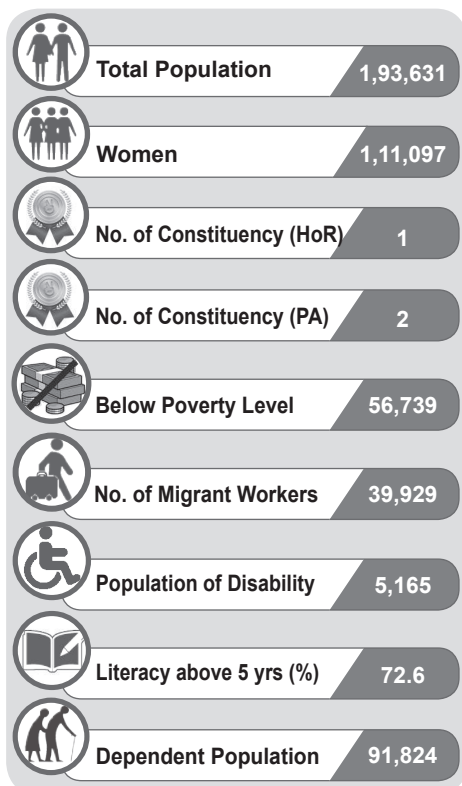 Total Population 1,93,631
Women 1,11,097
No. of Constituency (HoR) 1
No. of Constituency (PA) 2
Below Poverty Level 56,739
No. of Migrant Workers 39,929
Population of Disability 5,165
Literacy above 5 yrs (%) 72.6
Dependent Population 91,824